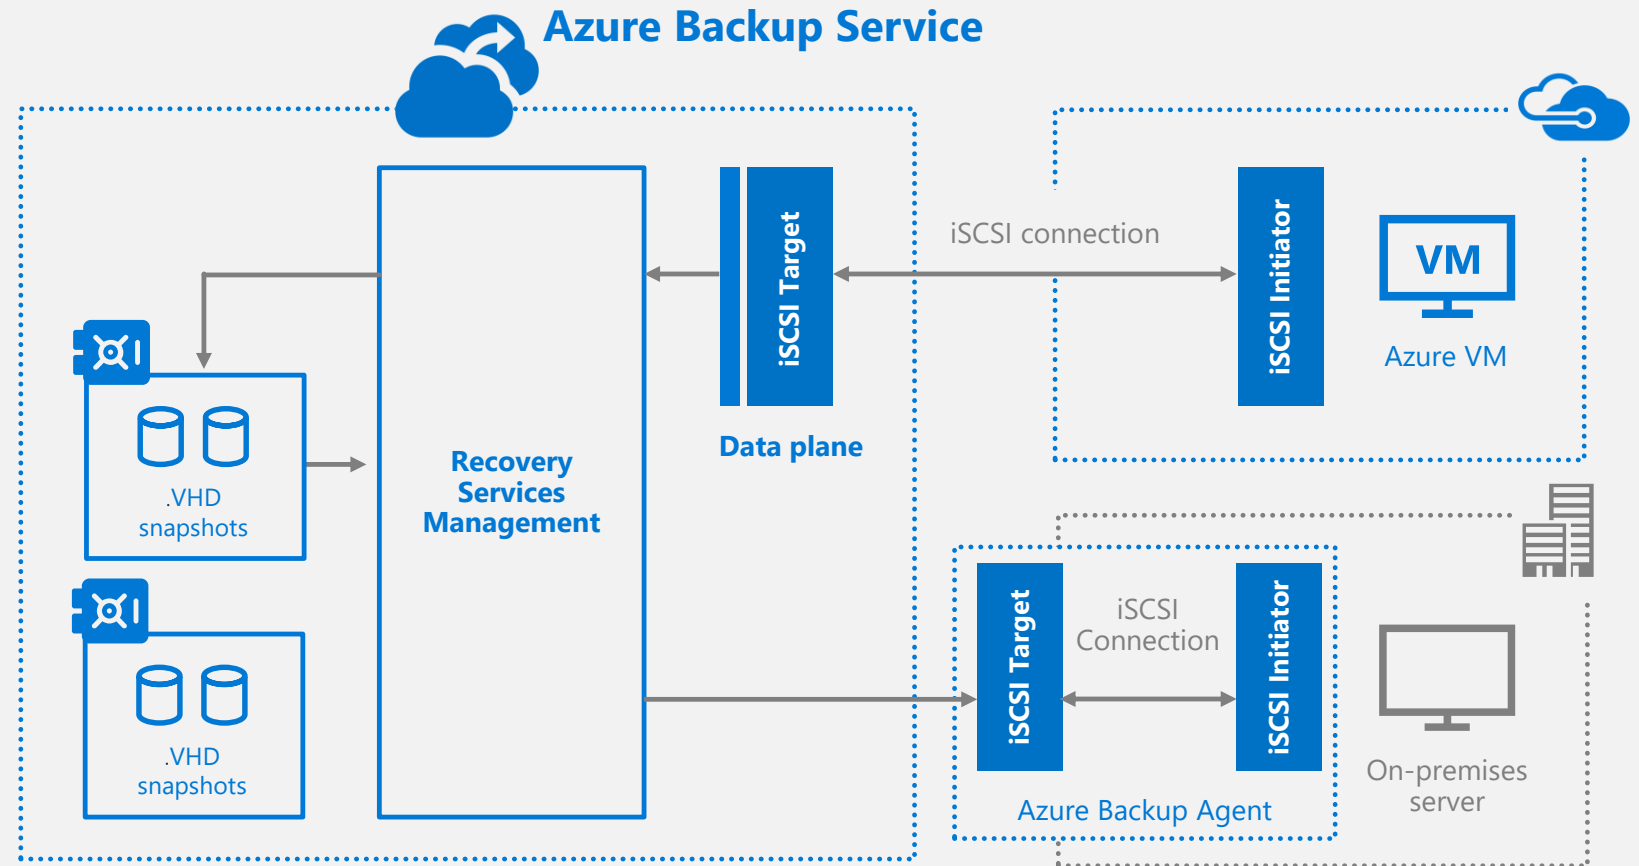 Azure Backup Service
iSCSI Target
iSCSI connection
iSCSI Initiator
VM
Azure VM
Data plane
Recovery
Services
Management
.VHD
snapshots
.VHD
snapshots
iSCSI Target
iSCSI
Connection
iSCSI Initiator
Azure Backup Agent
On-premises
server